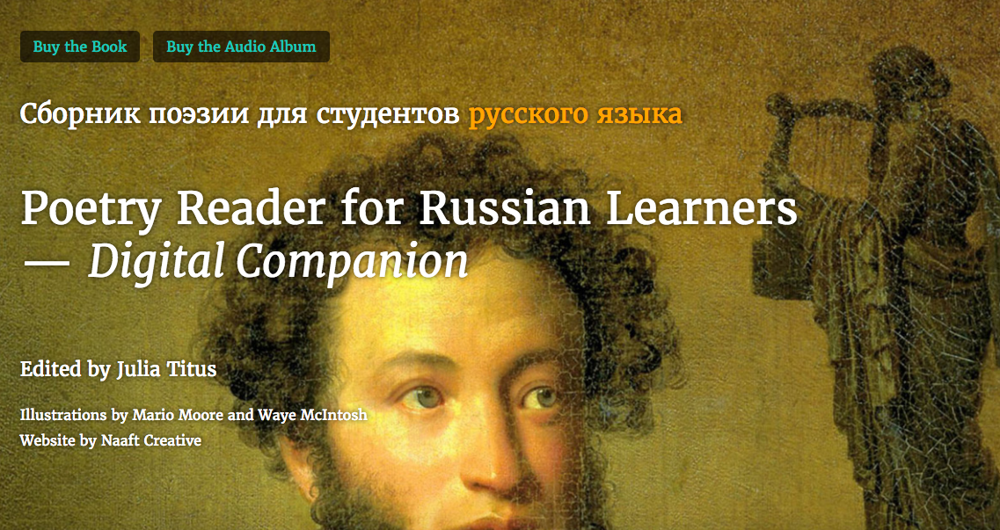 Buy the Book Buy the Audio Album
Сборник поэзии для студентов русского языка
Poetry Reader for Russian Learners
— Digital Companion
Edited by Julia Titus
Illustrations by Mario Moore and Waye McIntosh
Website by Naaft Creative